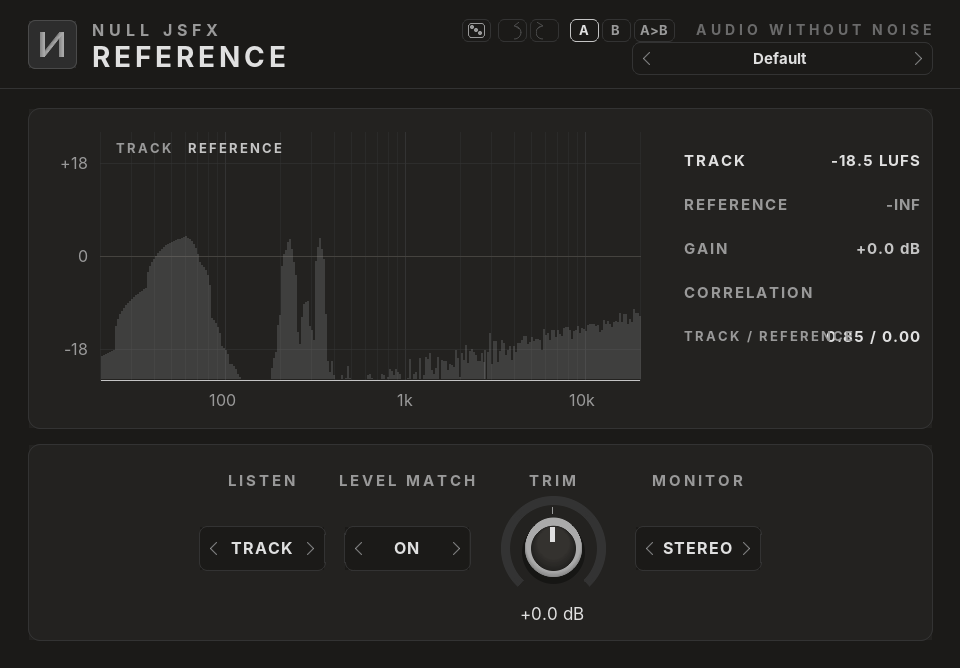 NULL JSFX
REFERENCE
A B A>B AUDIO WITHOUT NOISE
Default
TRACK REFERENCE
+18
0
-18
100 1k 10k
TRACK -18.5 LUFS
REFERENCE -INF
GAIN +0.0 dB
CORRELATION
TRACK / REFERENCE 0.85 / 0.00
LISTEN LEVEL MATCH TRIM MONITOR
TRACK ON STEREO
+0.0 dB